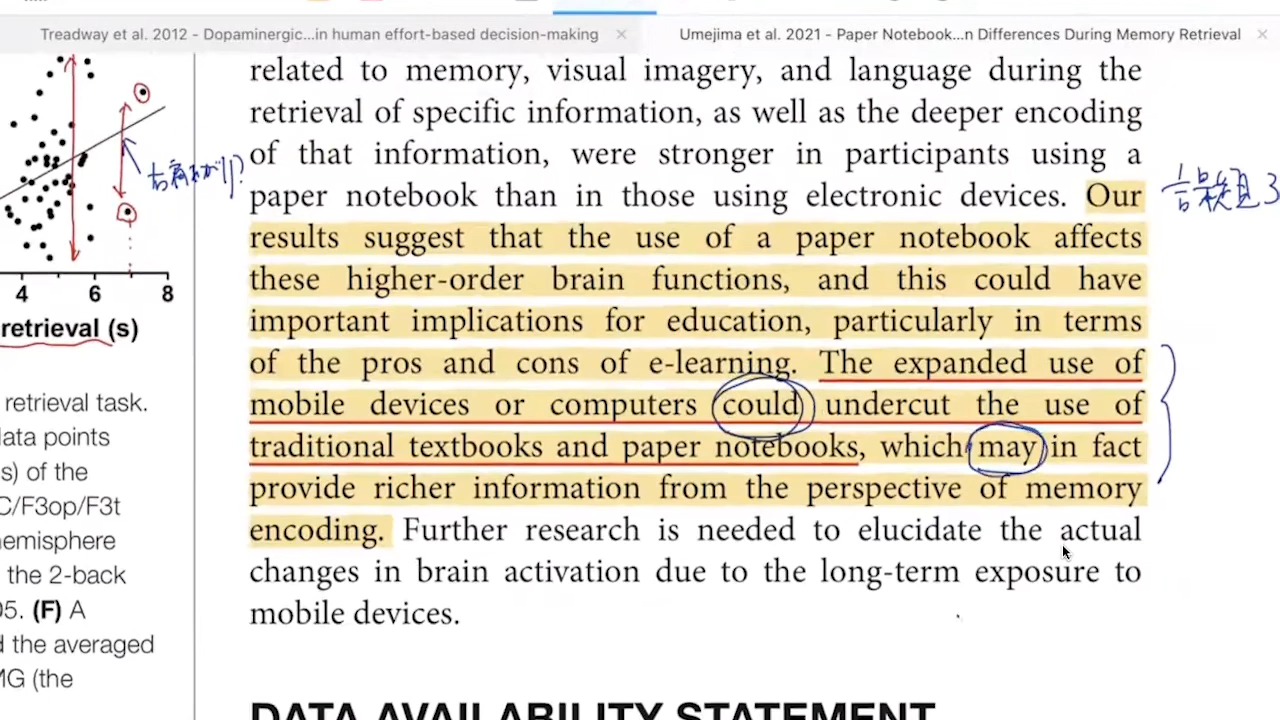 Treadway et al. 2012 - Dopaminergic...in human effort-based decision-making ×
Umejima et al. 2021 - Paper Notebook...n Differences During Memory Retrieval ×
related to memory, visual imagery, and language during the
retrieval of specific information, as well as the deeper encoding
of that information, were stronger in participants using a
paper notebook than in those using electronic devices. Our
results suggest that the use of a paper notebook affects
these higher-order brain functions, and this could have
important implications for education, particularly in terms
of the pros and cons of e-learning. The expanded use of
mobile devices or computers could undercut the use of
traditional textbooks and paper notebooks, which may in fact
provide richer information from the perspective of memory
encoding. Further research is needed to elucidate the actual
changes in brain activation due to the long-term exposure to
mobile devices.
DATA AVAILABILITY STATEMENT
4 6 8
retrieval (s)
retrieval task.
data points
s) of the
C/F3op/F3t
hemisphere
the 2-back
05. (F) A
the averaged
MG (the
右肩上がり?